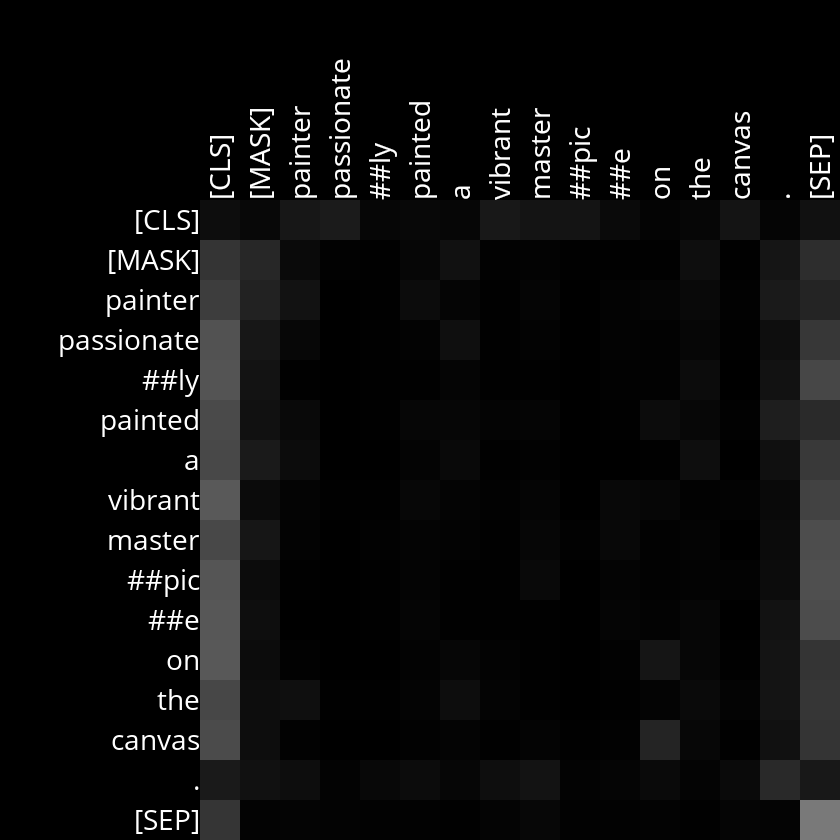 [CLS] [MASK] painter passionate ##ly painted a vibrant master ##pic ##e on the canvas . [SEP]
[CLS]
[MASK]
painter
passionate
##ly
painted
a
vibrant
master
##pic
##e
on
the
canvas
.
[SEP]